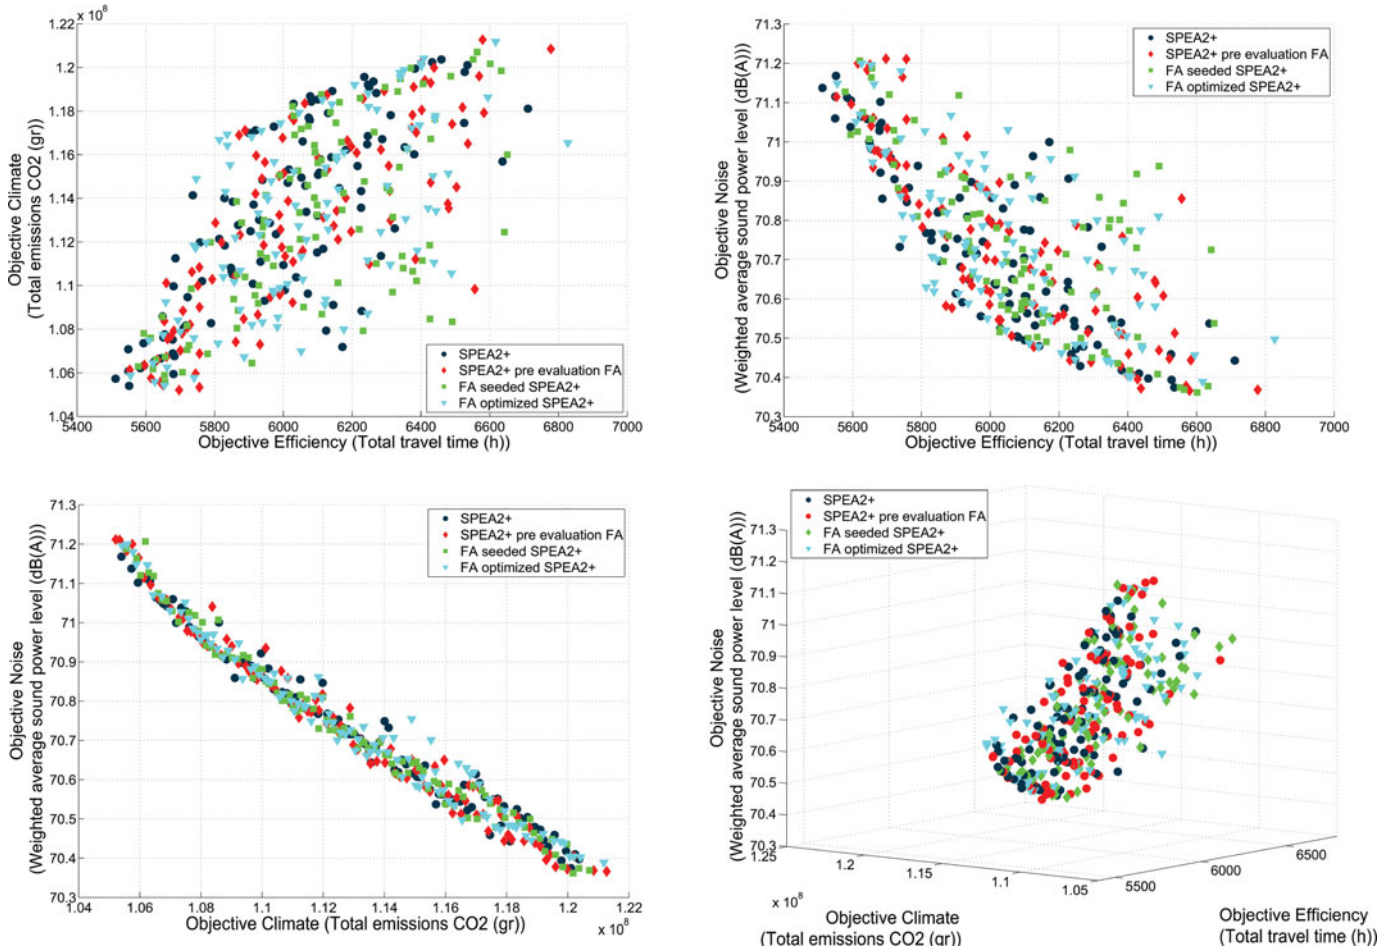 × 10⁸
1.22
1.2
1.18
1.16
1.14
1.12
1.1
1.08
1.06
1.04
Objective Climate
(Total emissions CO2 (gr))
SPEA2+
SPEA2+ pre evaluation FA
FA seeded SPEA2+
FA optimized SPEA2+
5400 5600 5800 6000 6200 6400 6600 6800 7000
Objective Efficiency (Total travel time (h))
71.3
71.2
71.1
71
70.9
70.8
70.7
70.6
70.5
70.4
70.3
Objective Noise
(Weighted average sound power level (dB(A)))
SPEA2+
SPEA2+ pre evaluation FA
FA seeded SPEA2+
FA optimized SPEA2+
5400 5600 5800 6000 6200 6400 6600 6800 7000
Objective Efficiency (Total travel time (h))
71.3
71.2
71.1
71
70.9
70.8
70.7
70.6
70.5
70.4
70.3
Objective Noise
(Weighted average sound power level (dB(A)))
SPEA2+
SPEA2+ pre evaluation FA
FA seeded SPEA2+
FA optimized SPEA2+
1.04 1.06 1.08 1.1 1.12 1.14 1.16 1.18 1.2 1.22
Objective Climate (Total emissions CO2 (gr))
× 10⁸
71.3
71.2
71.1
71
70.9
70.8
70.7
70.6
70.5
70.4
70.3
Objective Noise
(Weighted average sound power level (dB(A)))
SPEA2+
SPEA2+ pre evaluation FA
FA seeded SPEA2+
FA optimized SPEA2+
1.25
1.2
1.15
1.1
1.05
5500
6000
6500
× 10⁸
Objective Climate
(Total emissions CO2 (gr))
Objective Efficiency
(Total travel time (h))